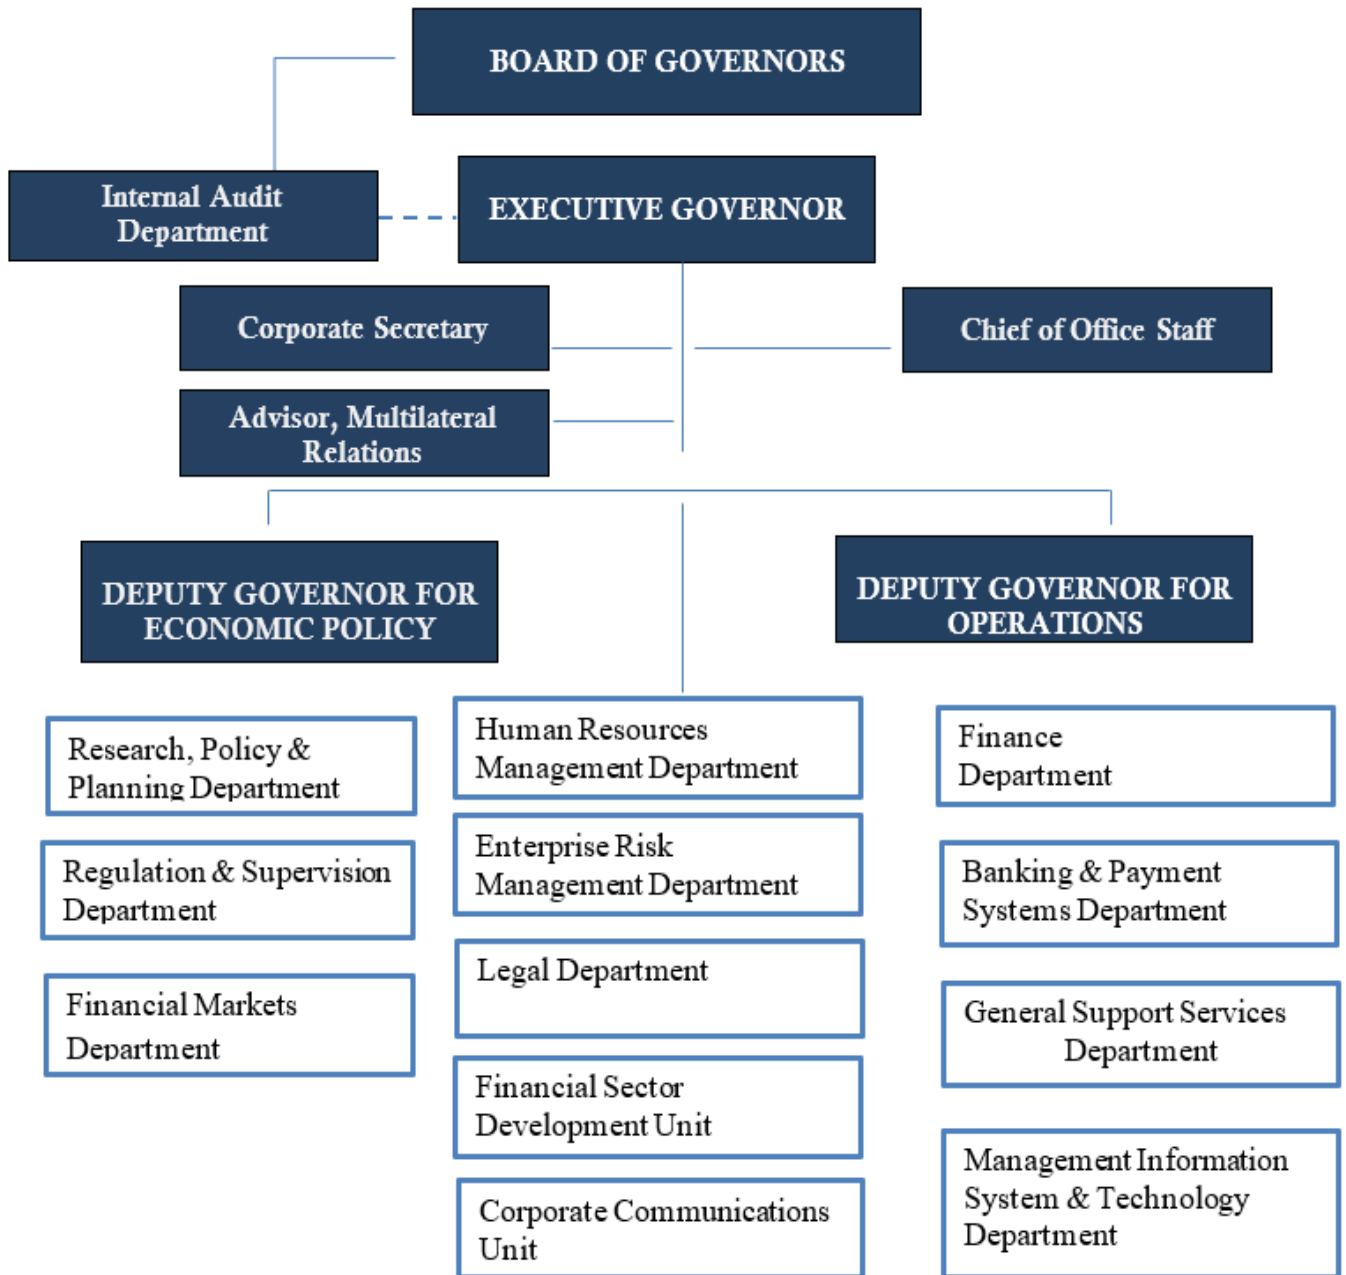 BOARD OF GOVERNORS
Internal Audit
Department
EXECUTIVE GOVERNOR
Corporate Secretary
Chief of Office Staff
Advisor, Multilateral
Relations
DEPUTY GOVERNOR FOR
ECONOMIC POLICY
DEPUTY GOVERNOR FOR
OPERATIONS
Research, Policy &
Planning Department
Regulation & Supervision
Department
Financial Markets
Department
Human Resources
Management Department
Enterprise Risk
Management Department
Legal Department
Financial Sector
Development Unit
Corporate Communications
Unit
Finance
Department
Banking & Payment
Systems Department
General Support Services
Department
Management Information
System & Technology
Department